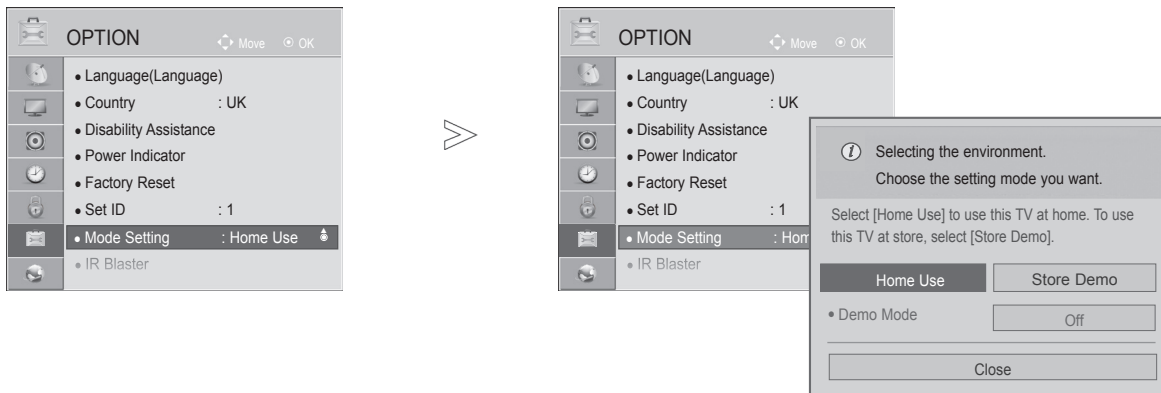 OPTION
Move OK
• Language(Language)
• Country : UK
• Disability Assistance
• Power Indicator
• Factory Reset
• Set ID : 1
• Mode Setting : Home Use
• IR Blaster
OPTION
Move OK
• Language(Language)
• Country : UK
• Disability Assistance
• Power Indicator
• Factory Reset
• Set ID : 1
• Mode Setting : Hom
• IR Blaster
i Selecting the environment.
Choose the setting mode you want.
Select [Home Use] to use this TV at home. To use
this TV at store, select [Store Demo].
Home Use Store Demo
• Demo Mode Off
Close